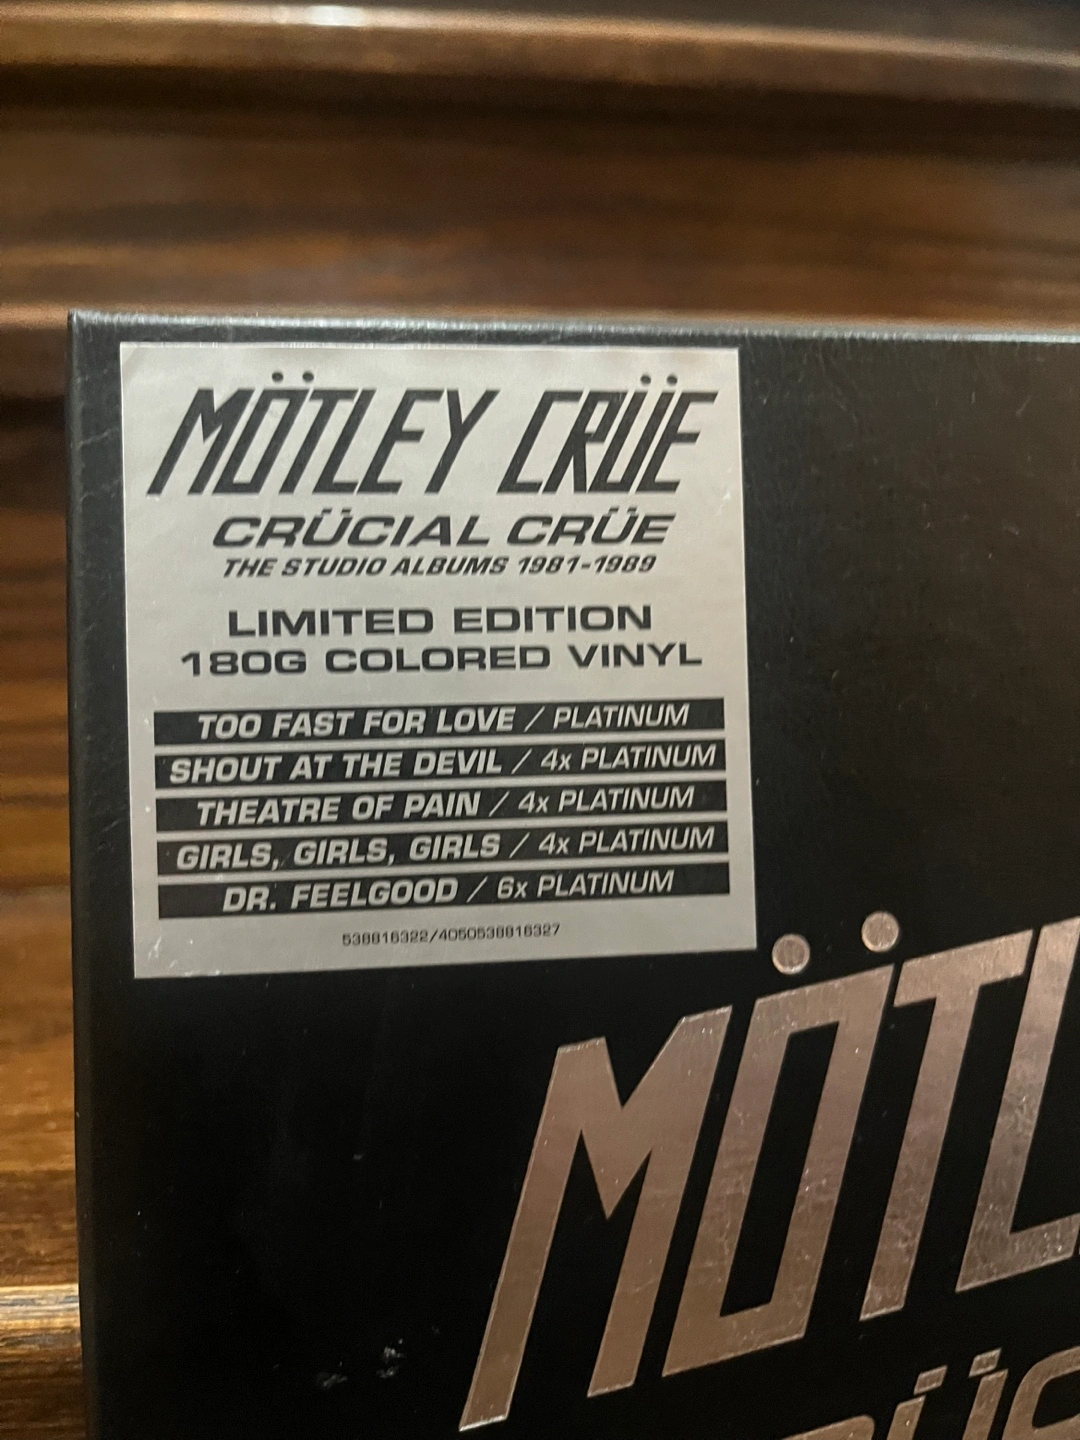 MÖTLEY CRÜE
CRÜCIAL CRÜE
THE STUDIO ALBUMS 1981-1989
LIMITED EDITION
180G COLORED VINYL
TOO FAST FOR LOVE / PLATINUM
SHOUT AT THE DEVIL / 4x PLATINUM
THEATRE OF PAIN / 4x PLATINUM
GIRLS, GIRLS, GIRLS / 4x PLATINUM
DR. FEELGOOD / 6x PLATINUM
538816322/4050538816327
MÖTL